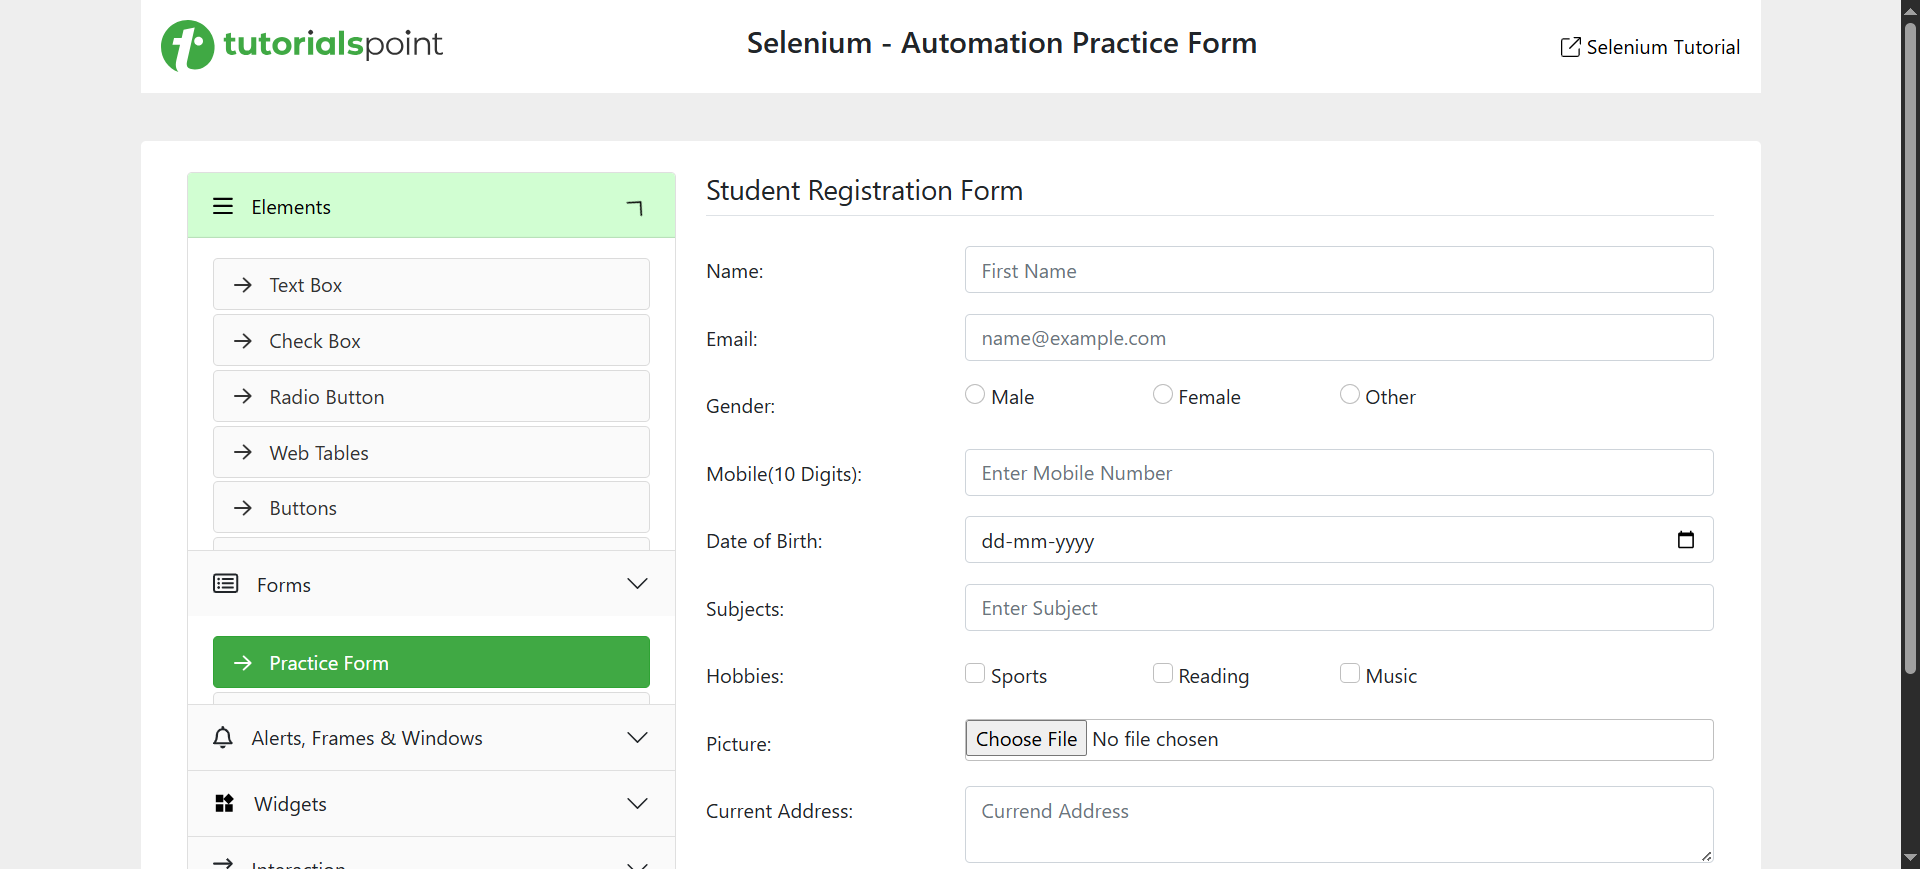 tutorialspoint
Selenium - Automation Practice Form
Selenium Tutorial
Elements
Text Box
Check Box
Radio Button
Web Tables
Buttons
Forms
Practice Form
Alerts, Frames & Windows
Widgets
Interaction
Student Registration Form
Name:
First Name
Email:
name@example.com
Gender:
Male
Female
Other
Mobile(10 Digits):
Enter Mobile Number
Date of Birth:
dd-mm-yyyy
Subjects:
Enter Subject
Hobbies:
Sports
Reading
Music
Picture:
Choose File No file chosen
Current Address:
Currend Address